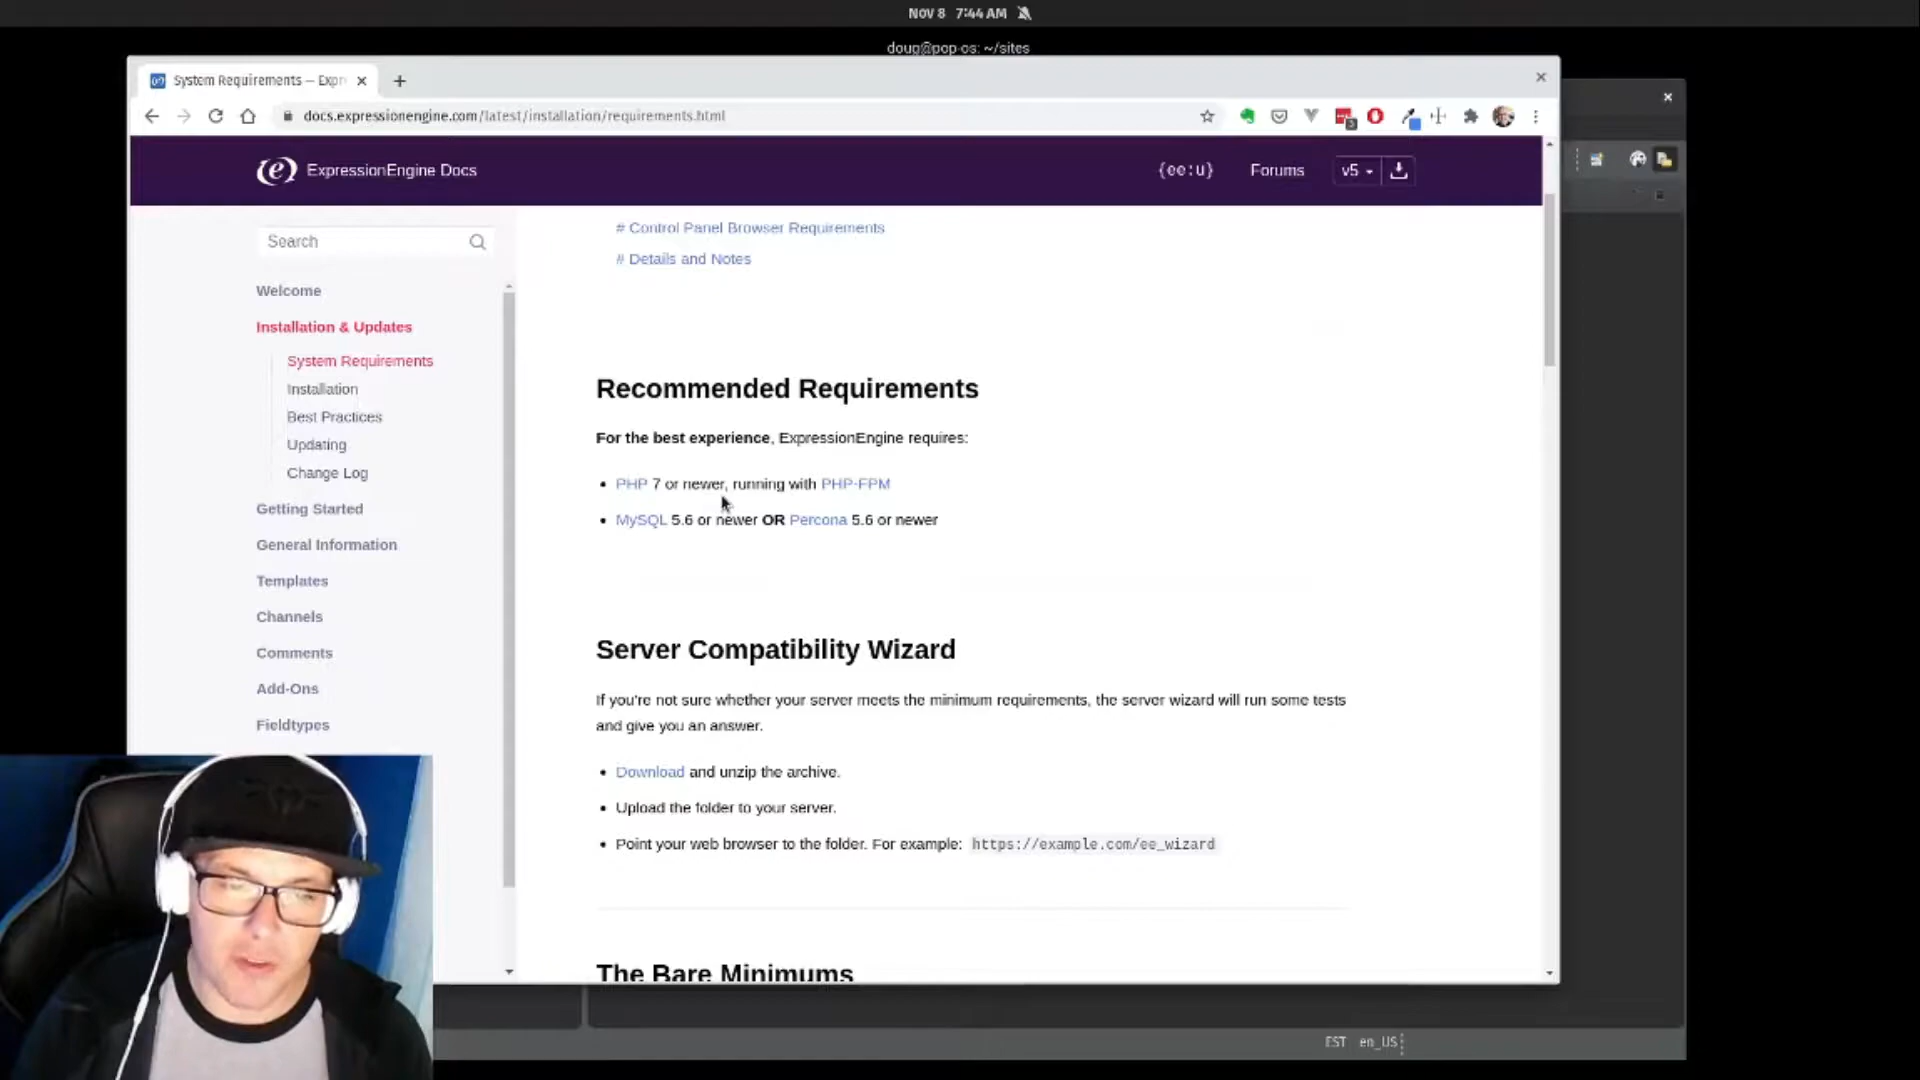 NOV 8 7:44 AM
doug@pop-os: ~/sites
System Requirements — Expr
docs.expressionengine.com/latest/installation/requirements.html
ExpressionEngine Docs
{ee:u} Forums v5
Search
Welcome
Installation & Updates
System Requirements
Installation
Best Practices
Updating
Change Log
Getting Started
General Information
Templates
Channels
Comments
Add-Ons
Fieldtypes
# Control Panel Browser Requirements
# Details and Notes
Recommended Requirements
For the best experience, ExpressionEngine requires:
PHP 7 or newer, running with PHP-FPM
MySQL 5.6 or newer OR Percona 5.6 or newer
Server Compatibility Wizard
If you're not sure whether your server meets the minimum requirements, the server wizard will run some tests
and give you an answer.
Download and unzip the archive.
Upload the folder to your server.
Point your web browser to the folder. For example: https://example.com/ee_wizard
The Bare Minimums
EST en_US